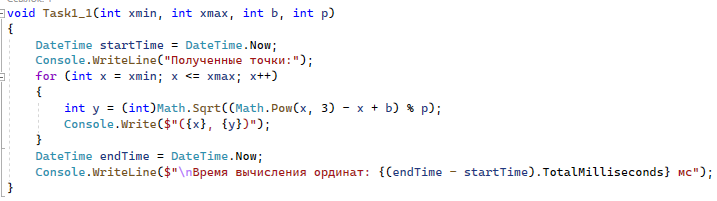 void Task1_1(int xmin, int xmax, int b, int p)
{
DateTime startTime = DateTime.Now;
Console.WriteLine("Полученные точки:");
for (int x = xmin; x <= xmax; x++)
{
int y = (int)Math.Sqrt((Math.Pow(x, 3) - x + b) % p);
Console.Write($"({x}, {y})");
}
DateTime endTime = DateTime.Now;
Console.WriteLine($"\nВремя вычисления ординат: {(endTime - startTime).TotalMilliseconds} мс");
}